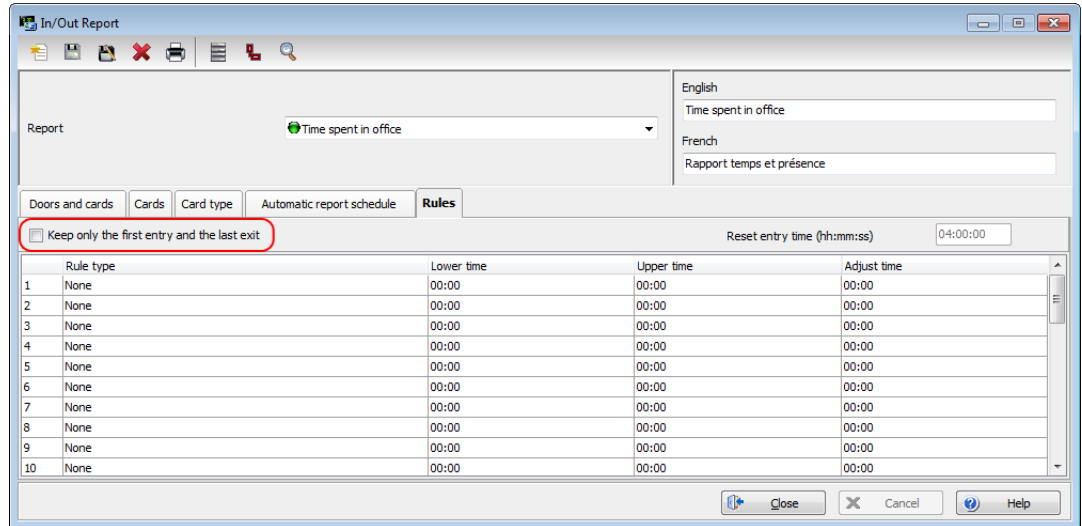 In/Out Report
English
Time spent in office
Report
Time spent in office
French
Rapport temps et présence
Doors and cards Cards Card type Automatic report schedule Rules
Keep only the first entry and the last exit Reset entry time (hh:mm:ss) 04:00:00
Rule type Lower time Upper time Adjust time
1 None 00:00 00:00 00:00
2 None 00:00 00:00 00:00
3 None 00:00 00:00 00:00
4 None 00:00 00:00 00:00
5 None 00:00 00:00 00:00
6 None 00:00 00:00 00:00
7 None 00:00 00:00 00:00
8 None 00:00 00:00 00:00
9 None 00:00 00:00 00:00
10 None 00:00 00:00 00:00
Close Cancel Help